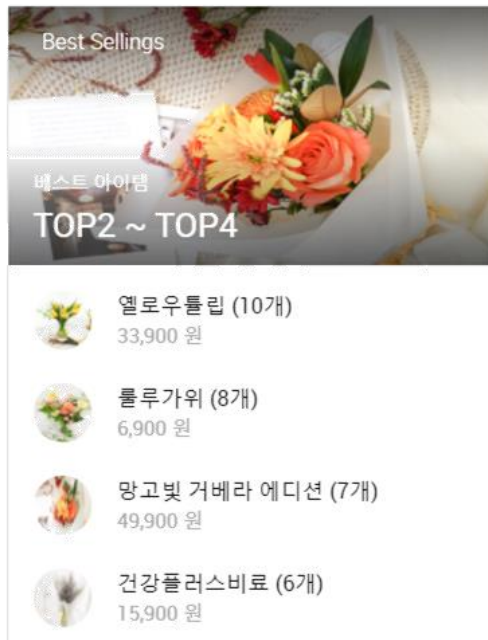 Best Sellings
베스트 아이템
TOP2 ~ TOP4
옐로우튤립 (10개)
33,900 원
룰루가위 (8개)
6,900 원
망고빛 거베라 에디션 (7개)
49,900 원
건강플러스비료 (6개)
15,900 원